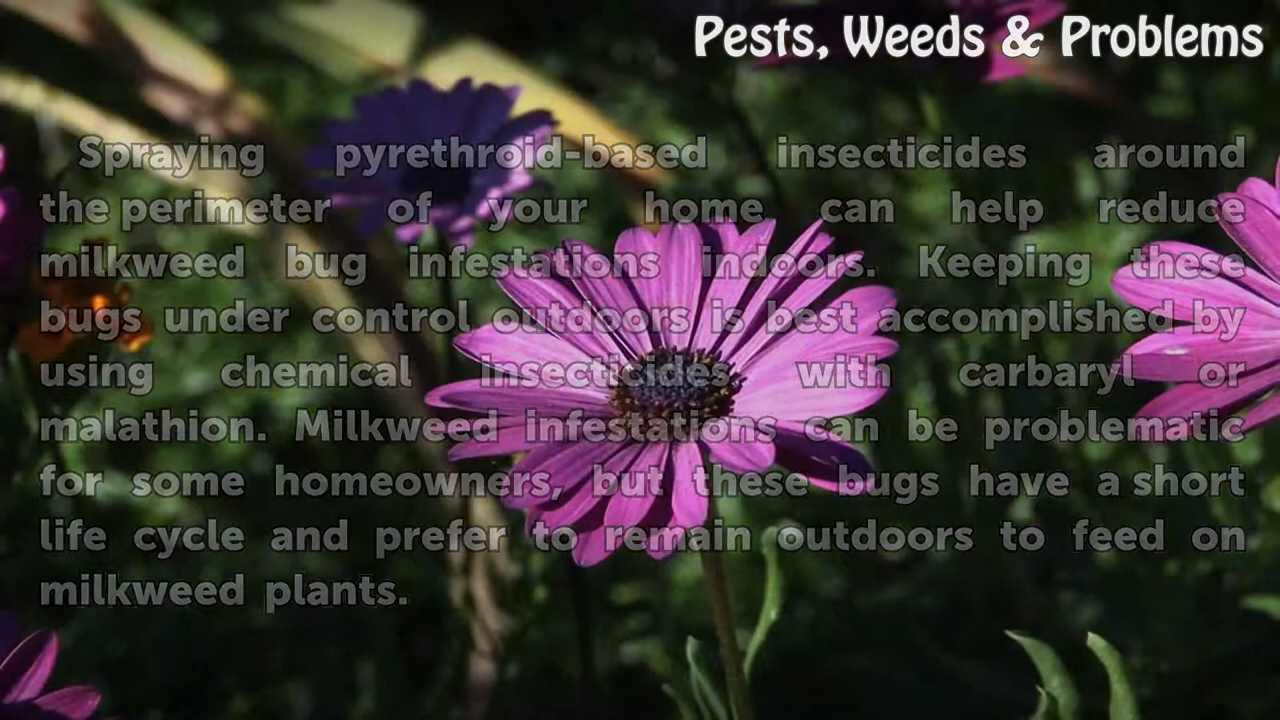 Pests, Weeds & Problems
Spraying pyrethroid-based insecticides around
the perimeter of your home can help reduce
milkweed bug infestations indoors. Keeping these
bugs under control outdoors is best accomplished by
using chemical insecticides with carbaryl or
malathion. Milkweed infestations can be problematic
for some homeowners, but these bugs have a short
life cycle and prefer to remain outdoors to feed on
milkweed plants.